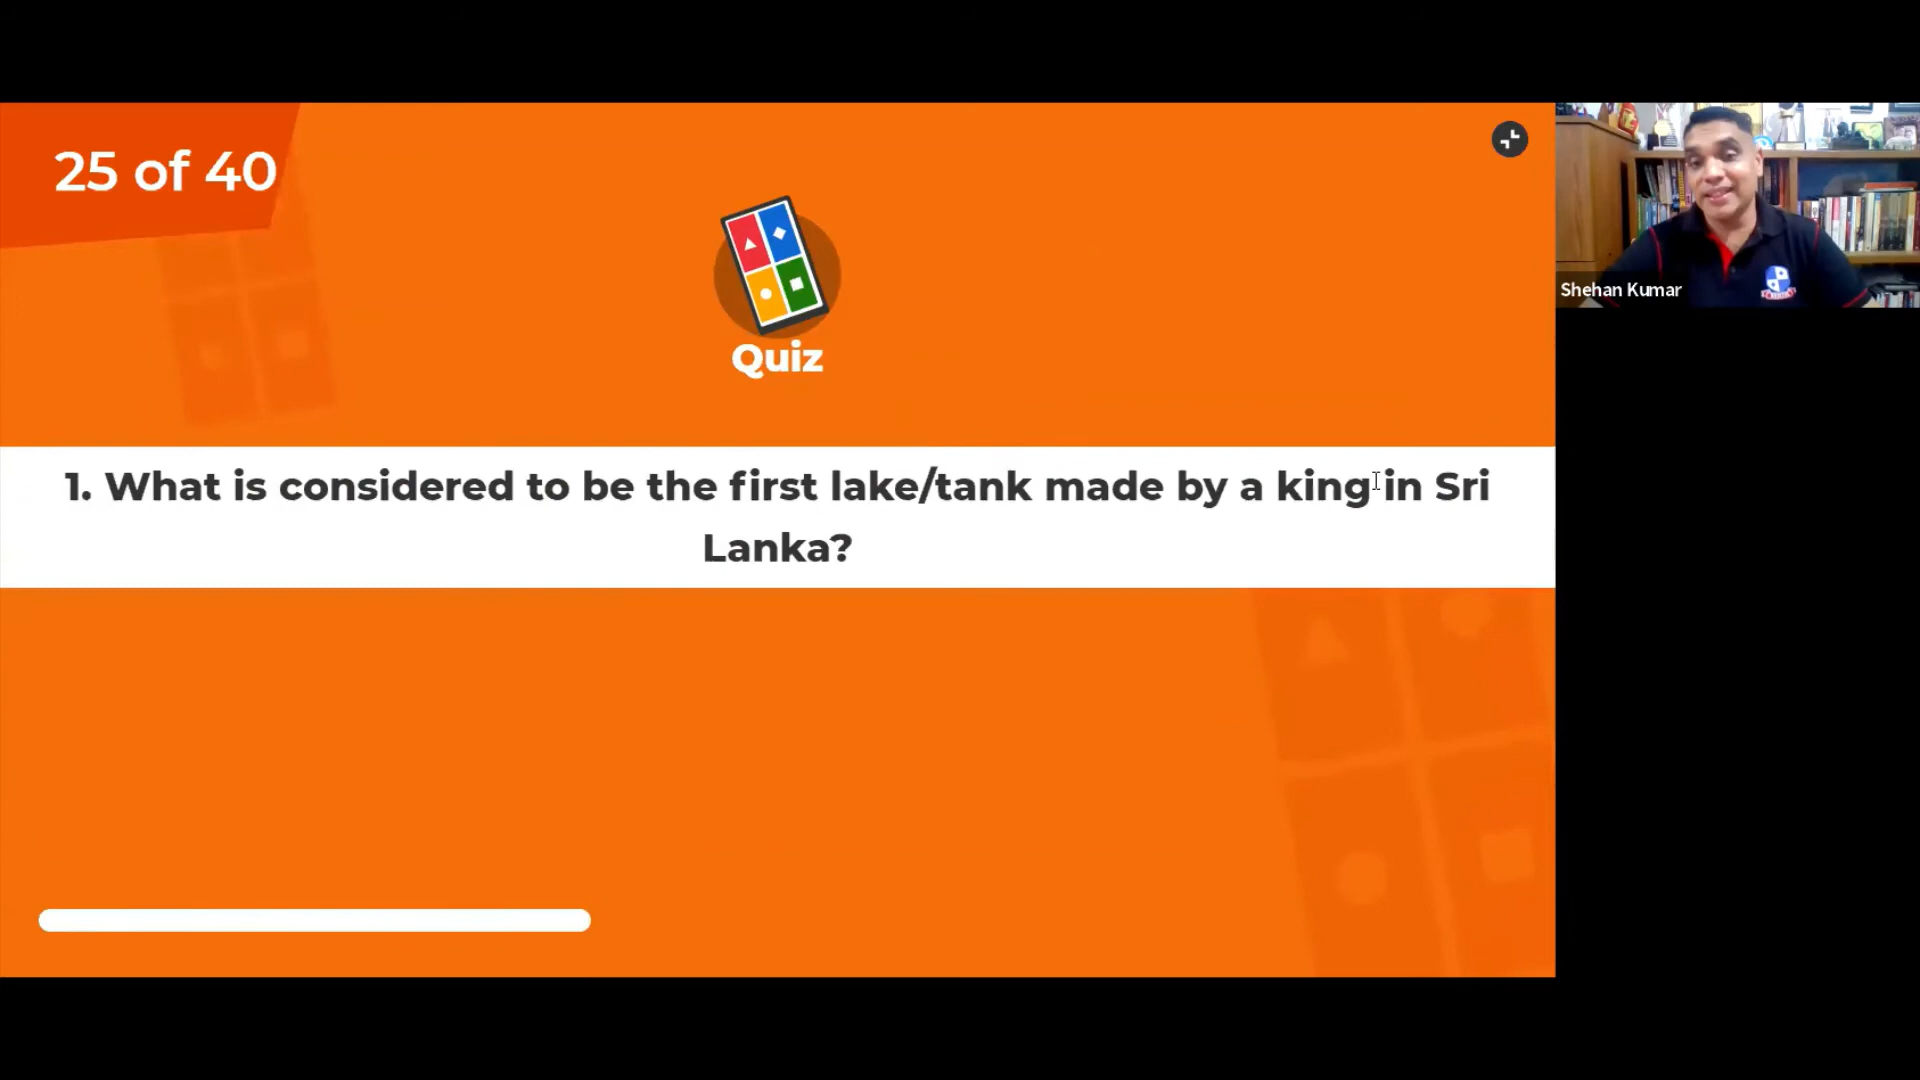 25 of 40
Quiz
1. What is considered to be the first lake/tank made by a king in Sri
Lanka?
Shehan Kumar